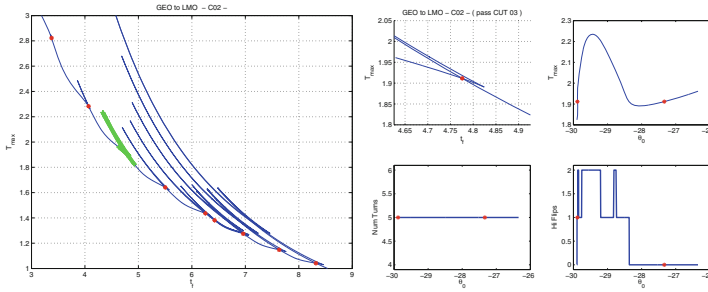 GEO to LMO − C02 −
T_max
3
2.8
2.6
2.4
2.2
2
1.8
1.6
1.4
1.2
1
3 4 5 6 7 8 9
t_f
GEO to LMO − C02 − ( pass CUT 03 )
T_max
2.05
2
1.95
1.9
1.85
1.8
4.65 4.7 4.75 4.8 4.85 4.9
t_f
T_max
2.3
2.2
2.1
2
1.9
1.8
−30 −29 −28 −27 −26
θ_0
Num Turns
6
5.5
5
4.5
4
−30 −29 −28 −27 −26
θ_0
Hi Flips
2
1.5
1
0.5
0
−30 −29 −28 −27 −26
θ_0